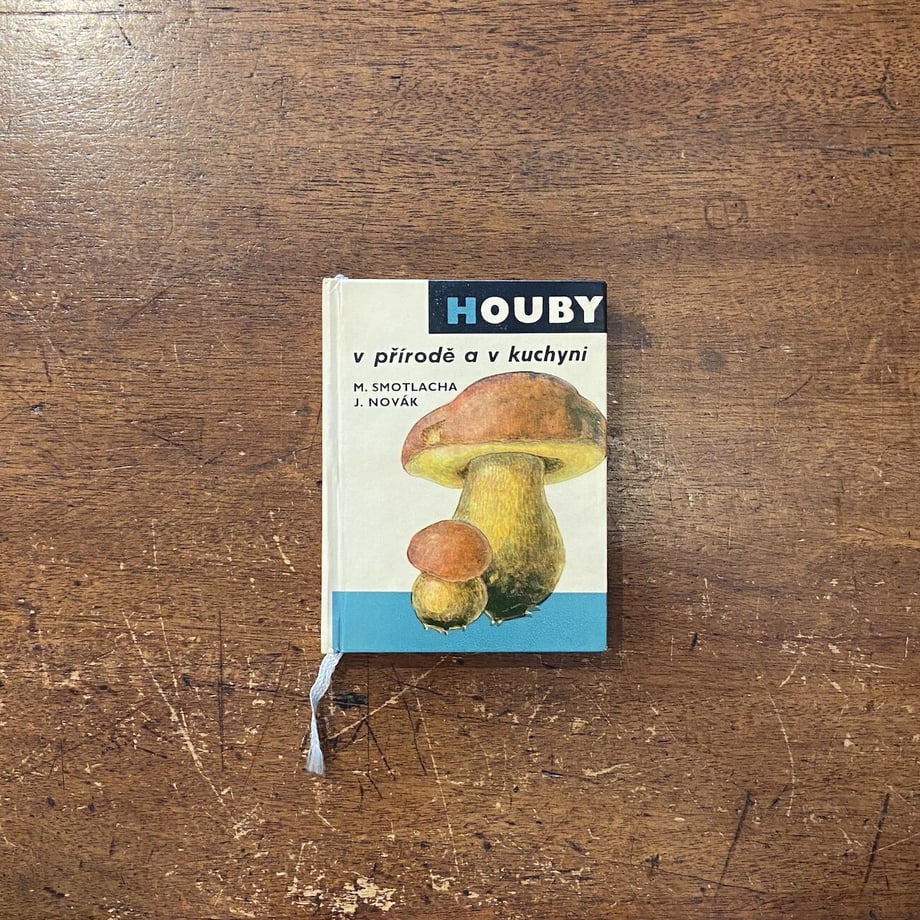 HOUBY
v přírodě a v kuchyni
M. SMOTLACHA
J. NOVÁK